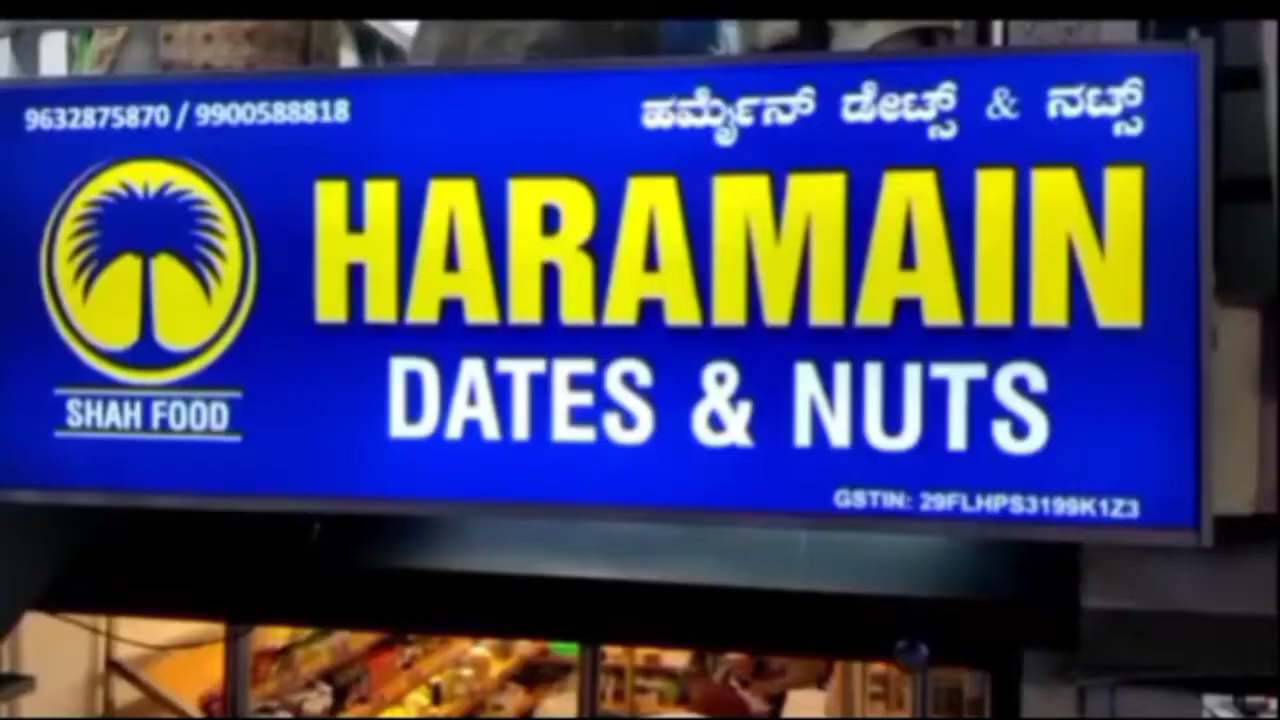 9632875870 / 9900588818
ಹರ್ಮೈನ್ ಡೇಟ್ಸ್ & ನಟ್ಸ್
HARAMAIN
DATES & NUTS
SHAH FOOD
GSTIN: 29FLHPS3199K1Z3